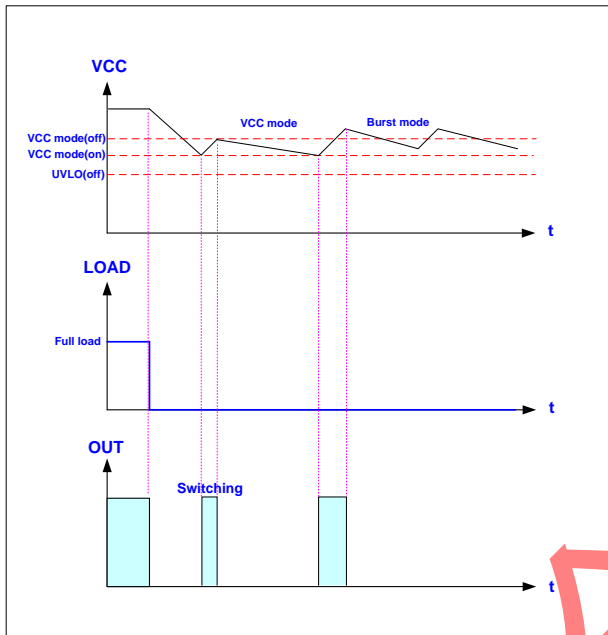 VCC
VCC mode
Burst mode
VCC mode(off)
VCC mode(on)
UVLO(off)
t
LOAD
Full load
t
OUT
Switching
t